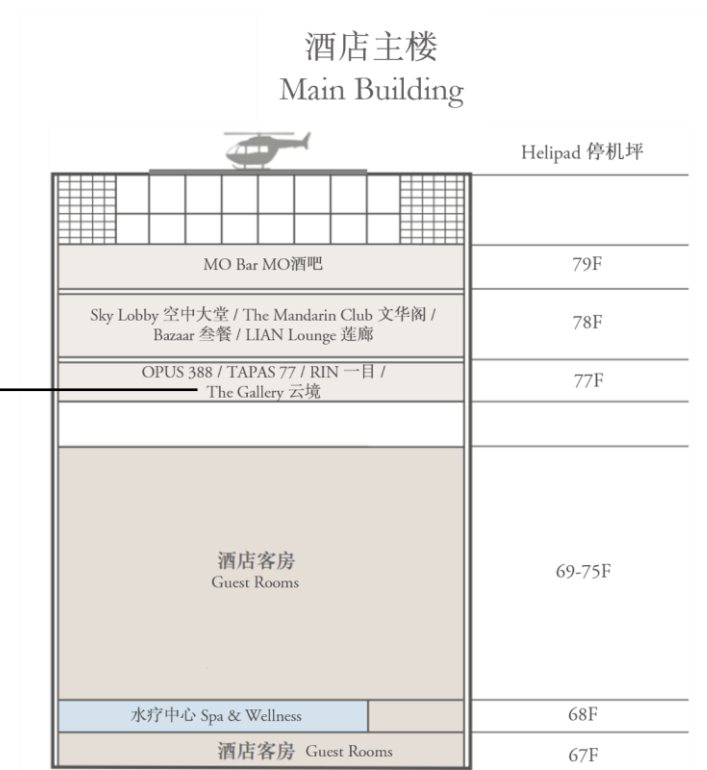 酒店主楼
Main Building
Helipad 停机坪
MO Bar MO酒吧
79F
Sky Lobby 空中大堂 / The Mandarin Club 文华阁 /
Bazaar 叁餐 / LIAN Lounge 莲廊
78F
OPUS 388 / TAPAS 77 / RIN 一目 /
The Gallery 云境
77F
酒店客房
Guest Rooms
69-75F
水疗中心 Spa & Wellness
68F
酒店客房 Guest Rooms
67F